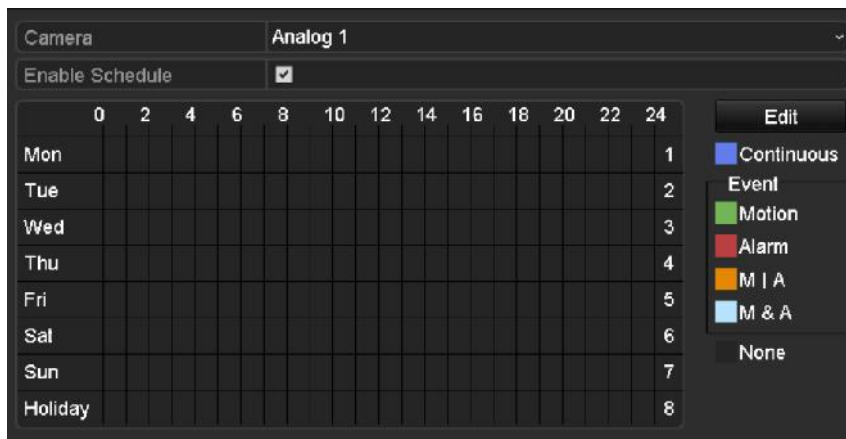 Camera Analog 1
Enable Schedule
0 2 4 6 8 10 12 14 16 18 20 22 24
Edit
Mon 1
Tue 2
Wed 3
Thu 4
Fri 5
Sat 6
Sun 7
Holiday 8
Continuous
Event
Motion
Alarm
M | A
M & A
None